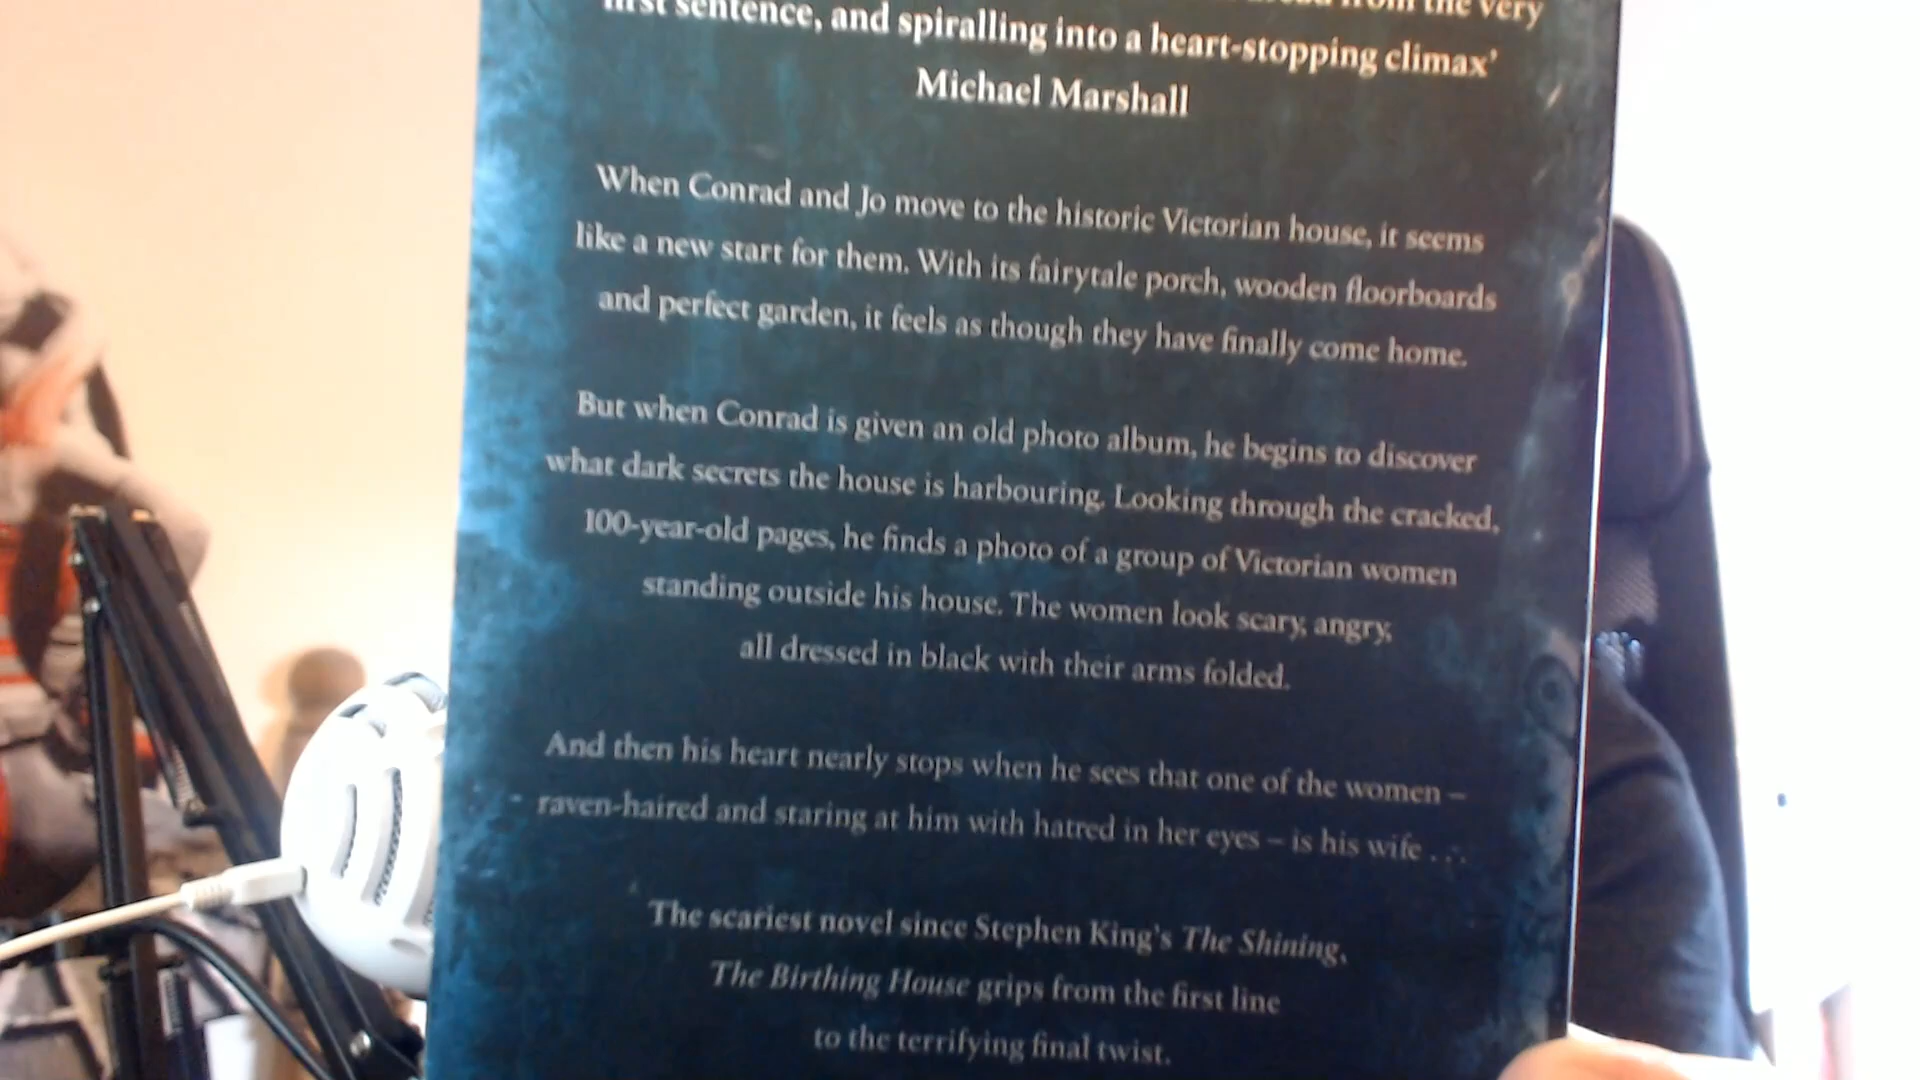 from the very
first sentence, and spiralling into a heart-stopping climax’
Michael Marshall
When Conrad and Jo move to the historic Victorian house, it seems
like a new start for them. With its fairytale porch, wooden floorboards
and perfect garden, it feels as though they have finally come home.
But when Conrad is given an old photo album, he begins to discover
what dark secrets the house is harbouring. Looking through the cracked,
100-year-old pages, he finds a photo of a group of Victorian women
standing outside his house. The women look scary, angry,
all dressed in black with their arms folded.
And then his heart nearly stops when he sees that one of the women –
raven-haired and staring at him with hatred in her eyes – is his wife . . .
The scariest novel since Stephen King’s The Shining,
The Birthing House grips from the first line
to the terrifying final twist.